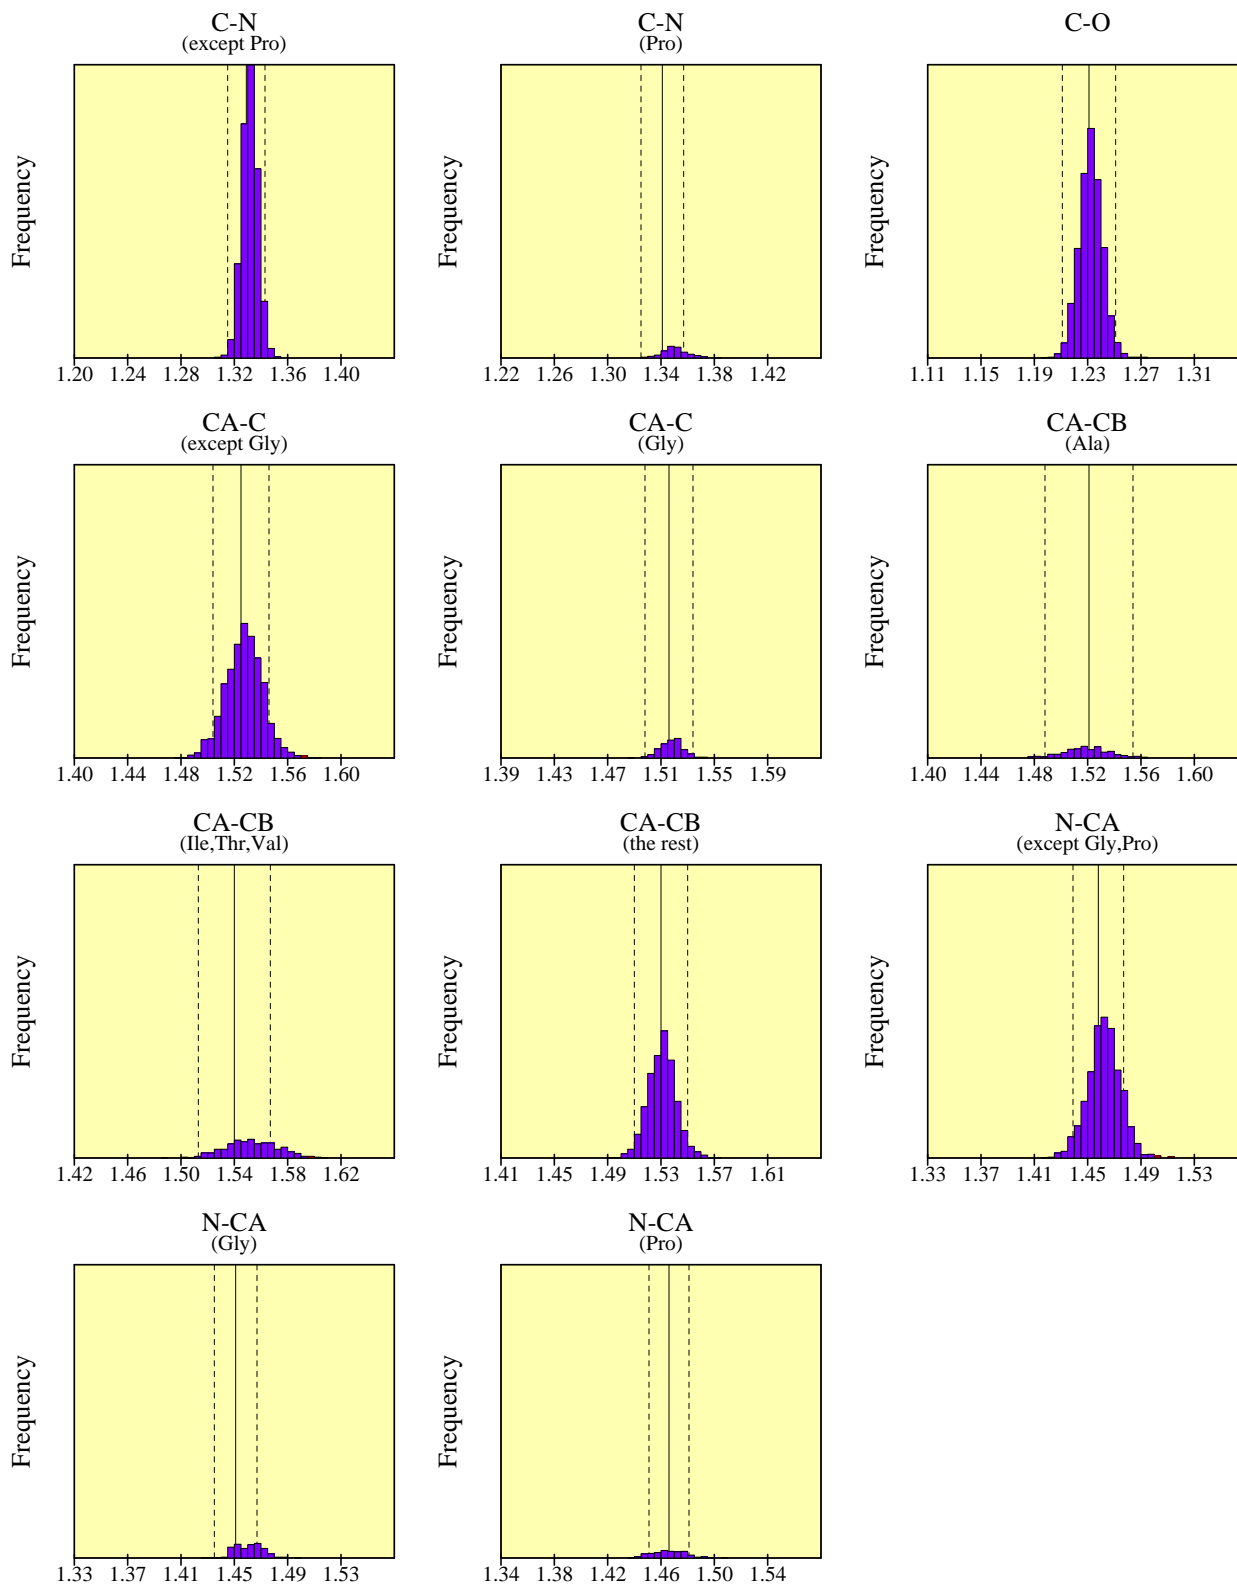 C-N
(except Pro)
C-N
(Pro)
C-O
Frequency
Frequency
Frequency
1.20 1.24 1.28 1.32 1.36 1.40
1.22 1.26 1.30 1.34 1.38 1.42
1.11 1.15 1.19 1.23 1.27 1.31
CA-C
(except Gly)
CA-C
(Gly)
CA-CB
(Ala)
Frequency
Frequency
Frequency
1.40 1.44 1.48 1.52 1.56 1.60
1.39 1.43 1.47 1.51 1.55 1.59
1.40 1.44 1.48 1.52 1.56 1.60
CA-CB
(Ile,Thr,Val)
CA-CB
(the rest)
N-CA
(except Gly,Pro)
Frequency
Frequency
Frequency
1.42 1.46 1.50 1.54 1.58 1.62
1.41 1.45 1.49 1.53 1.57 1.61
1.33 1.37 1.41 1.45 1.49 1.53
N-CA
(Gly)
N-CA
(Pro)
Frequency
Frequency
1.33 1.37 1.41 1.45 1.49 1.53
1.34 1.38 1.42 1.46 1.50 1.54